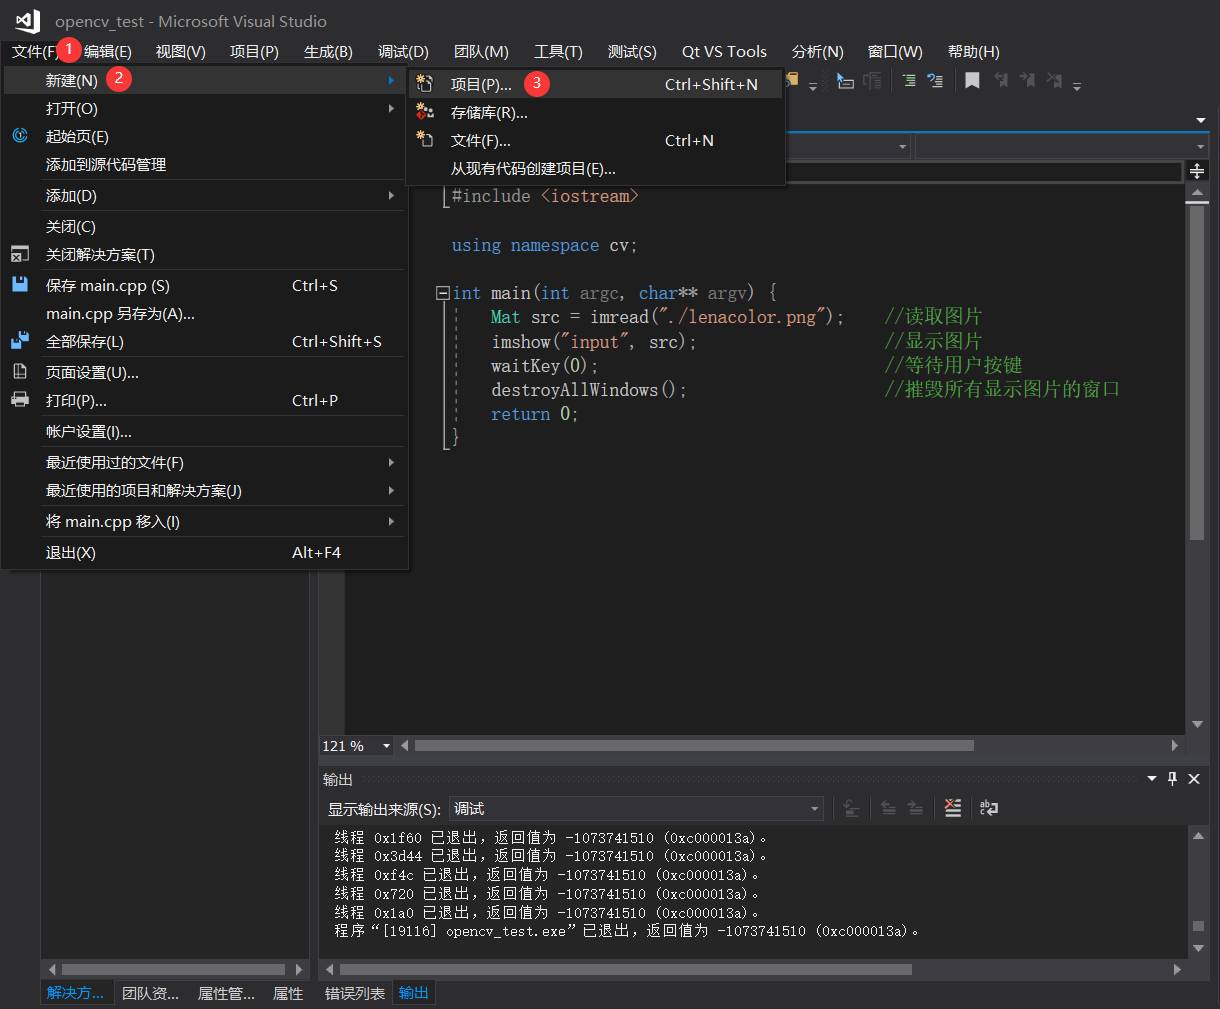 opencv_test - Microsoft Visual Studio
文件(F) 1 编辑(E) 视图(V) 项目(P) 生成(B) 调试(D) 团队(M) 工具(T) 测试(S) Qt VS Tools 分析(N) 窗口(W) 帮助(H)
新建(N) 2
打开(O)
起始页(E)
添加到源代码管理
添加(D)
关闭(C)
关闭解决方案(T)
保存 main.cpp (S) Ctrl+S
main.cpp 另存为(A)...
全部保存(L) Ctrl+Shift+S
页面设置(U)...
打印(P)... Ctrl+P
帐户设置(I)...
最近使用过的文件(F)
最近使用的项目和解决方案(J)
将 main.cpp 移入(I)
退出(X) Alt+F4
项目(P)... 3 Ctrl+Shift+N
存储库(R)...
文件(F)... Ctrl+N
从现有代码创建项目(E)...
#include <iostream>
using namespace cv;
int main(int argc, char** argv) {
Mat src = imread("./lenacolor.png"); //读取图片
imshow("input", src); //显示图片
waitKey(0); //等待用户按键
destroyAllWindows(); //摧毁所有显示图片的窗口
return 0;
}
121 %
输出
显示输出来源(S): 调试
线程 0x1f60 已退出，返回值为 -1073741510 (0xc000013a)。
线程 0x3d44 已退出，返回值为 -1073741510 (0xc000013a)。
线程 0xf4c 已退出，返回值为 -1073741510 (0xc000013a)。
线程 0x720 已退出，返回值为 -1073741510 (0xc000013a)。
线程 0x1a0 已退出，返回值为 -1073741510 (0xc000013a)。
程序“[19116] opencv_test.exe”已退出，返回值为 -1073741510 (0xc000013a)。
解决方... 团队资... 属性管... 属性 错误列表 输出